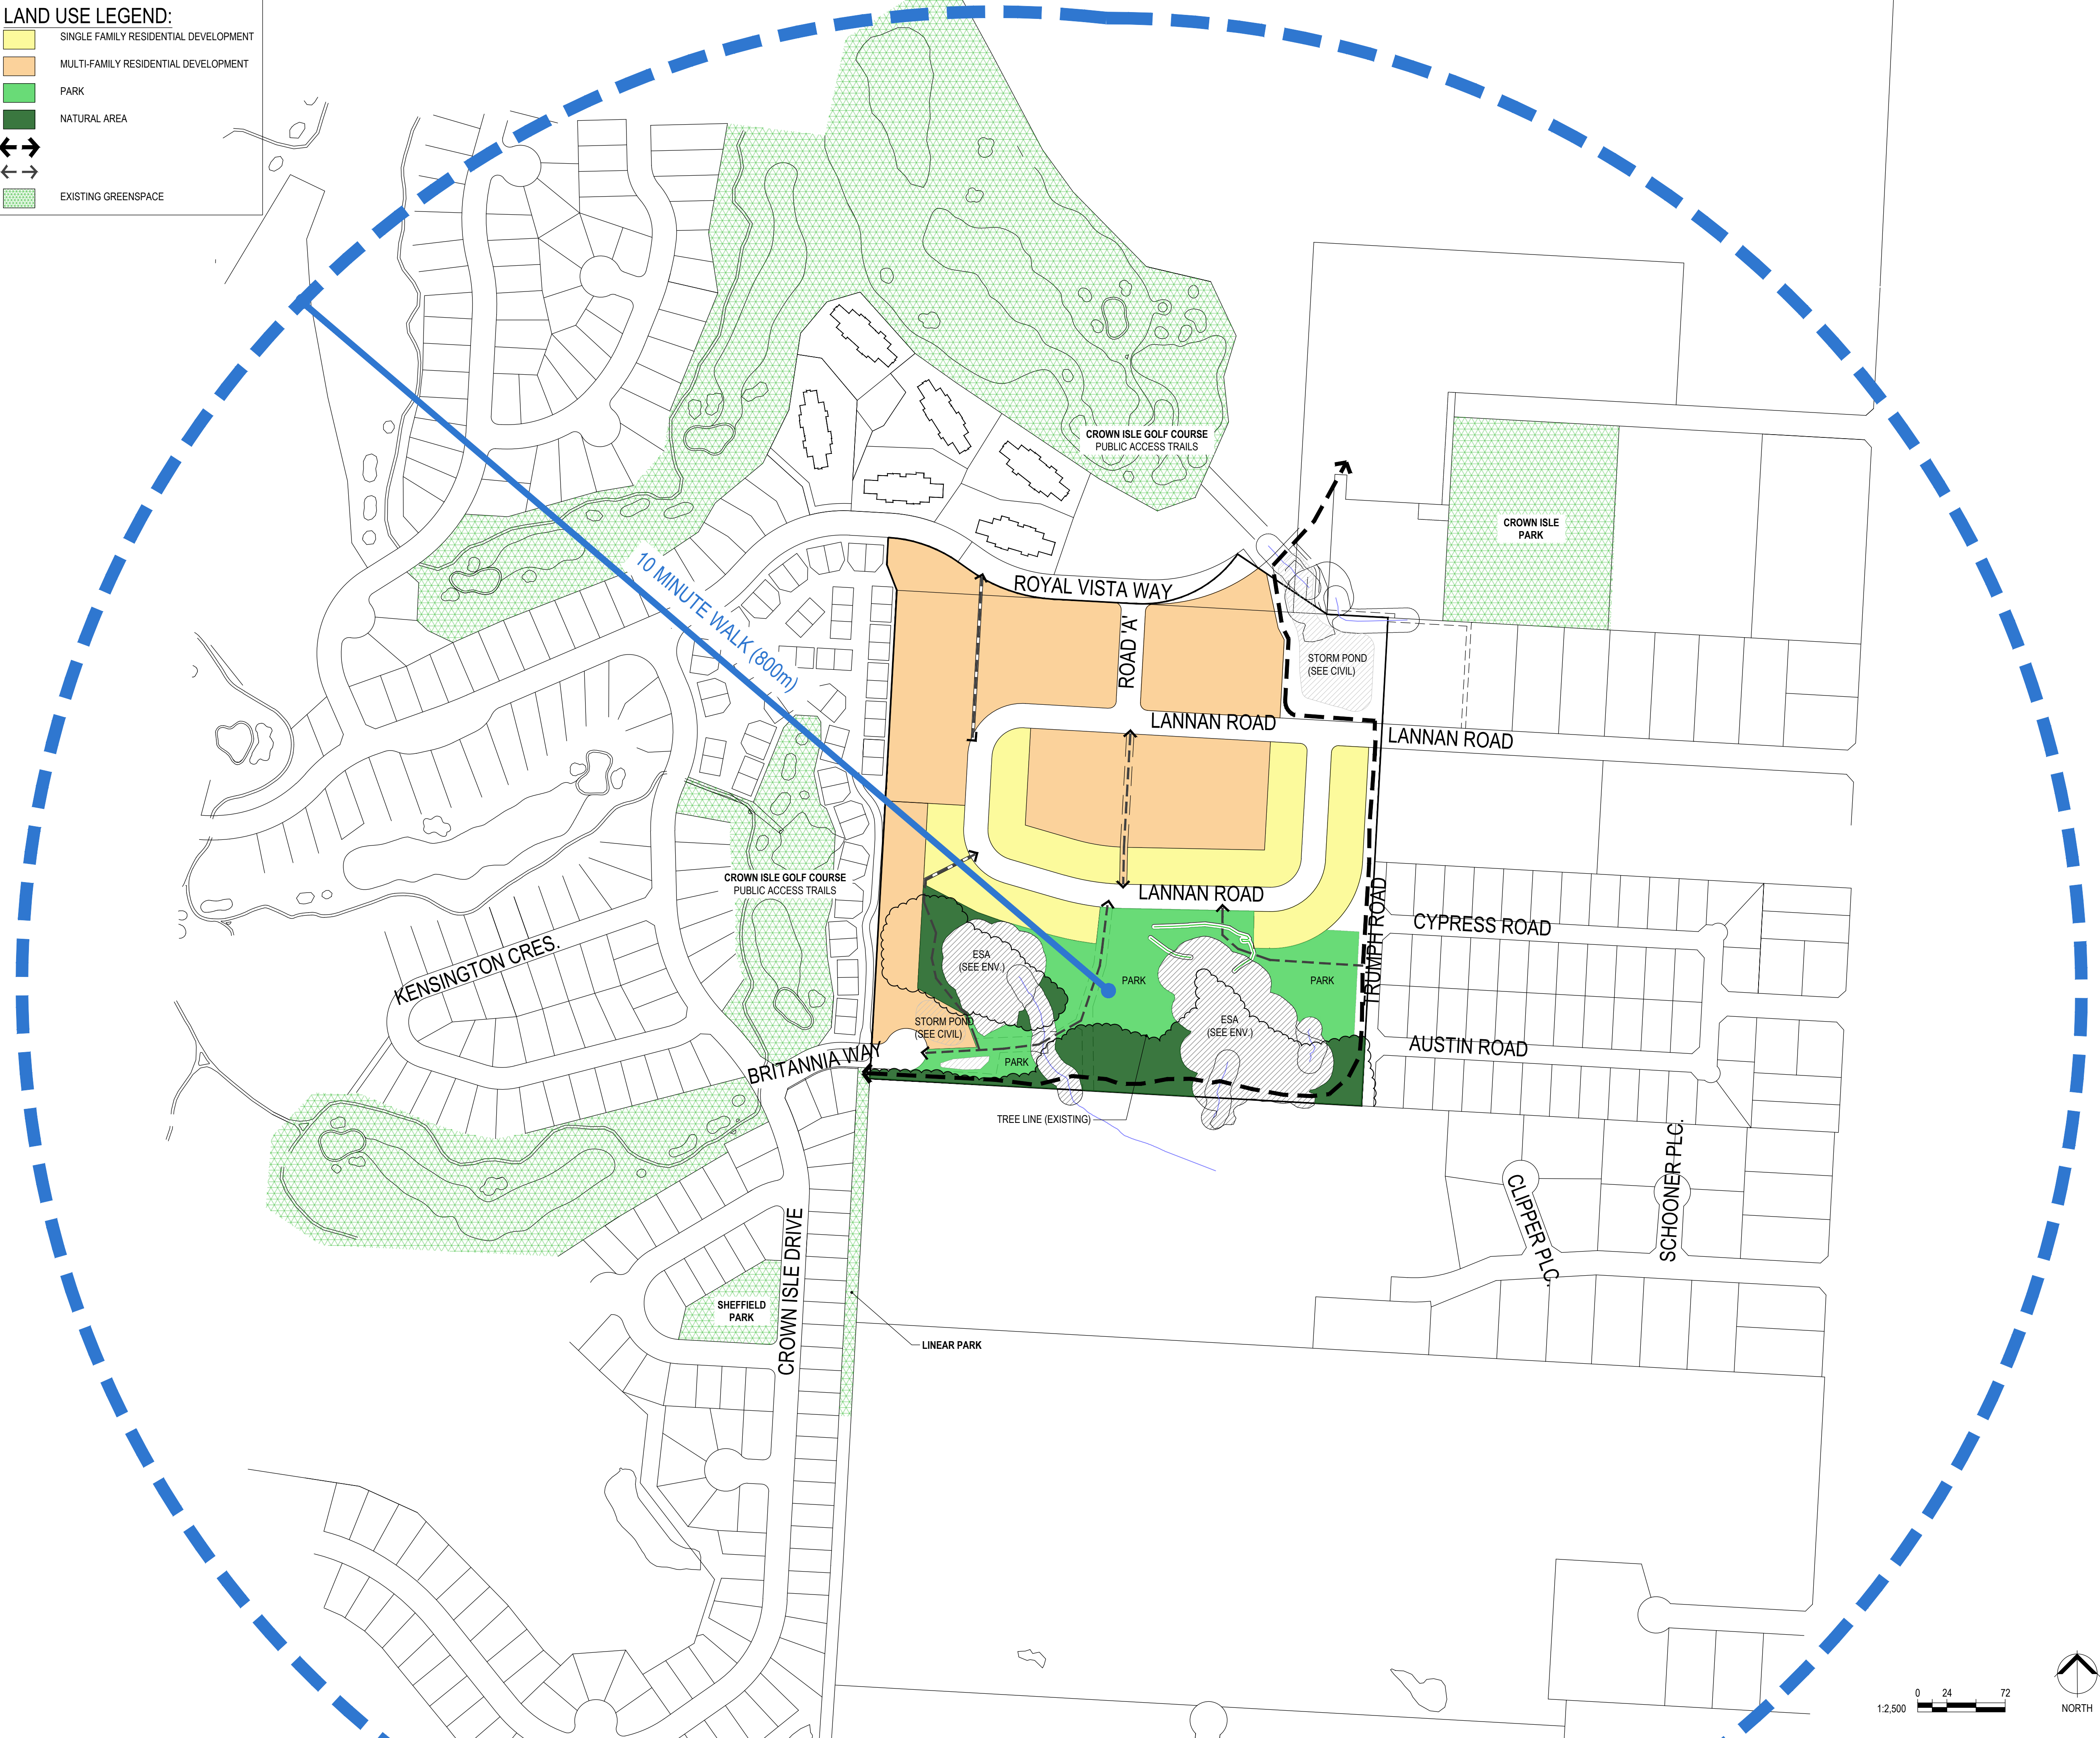 LAND USE LEGEND:
SINGLE FAMILY RESIDENTIAL DEVELOPMENT
MULTI-FAMILY RESIDENTIAL DEVELOPMENT
PARK
NATURAL AREA
EXISTING GREENSPACE
CROWN ISLE GOLF COURSE
PUBLIC ACCESS TRAILS
CROWN ISLE
PARK
10 MINUTE WALK (800m)
ROYAL VISTA WAY
ROAD 'A'
STORM POND
(SEE CIVIL)
LANNAN ROAD
LANNAN ROAD
CROWN ISLE GOLF COURSE
PUBLIC ACCESS TRAILS
LANNAN ROAD
TRIUMPH ROAD
CYPRESS ROAD
KENSINGTON CRES.
ESA
(SEE ENV.)
PARK
PARK
STORM POND
(SEE CIVIL)
ESA
(SEE ENV.)
AUSTIN ROAD
BRITANNIA WAY
PARK
TREE LINE (EXISTING)
CLIPPER PLC.
SCHOONER PLC.
CROWN ISLE DRIVE
SHEFFIELD
PARK
LINEAR PARK
1:2,500
0 24 72
NORTH